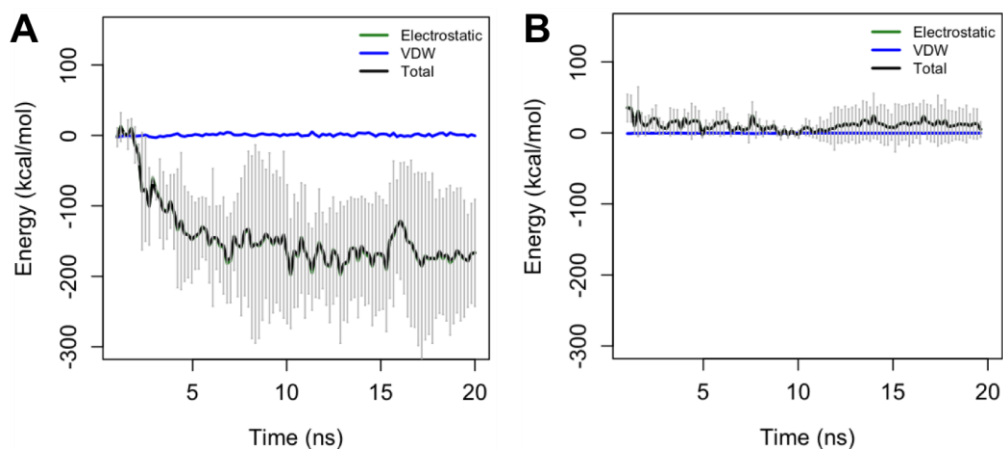 A
Electrostatic
VDW
Total
100
0
-100
-200
-300
Energy (kcal/mol)
5
10
15
20
Time (ns)
B
Electrostatic
VDW
Total
100
0
-100
-200
-300
Energy (kcal/mol)
5
10
15
20
Time (ns)